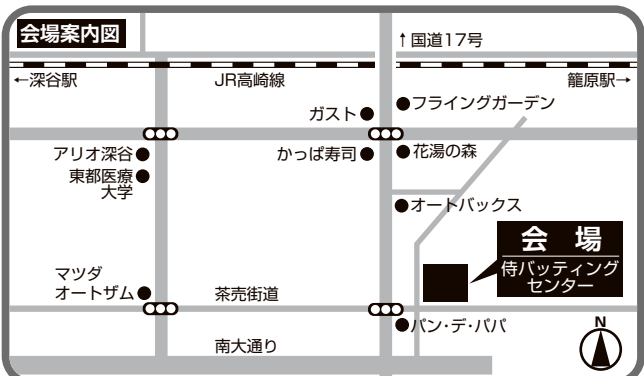 会場案内図
↑国道17号
←深谷駅
JR高崎線
籠原駅→
ガスト
フライングガーデン
アリオ深谷
かっぱ寿司
花湯の森
東都医療
大学
オートバックス
会 場
侍バッティング
センター
マツダ
オートザム
茶売街道
パン・デ・パパ
南大通り
N